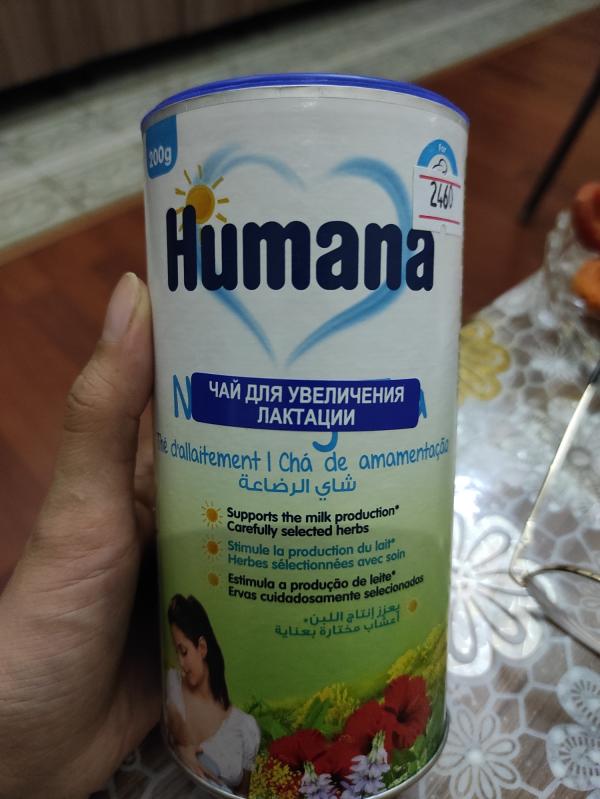 200g
For
2460
Humana
ЧАЙ ДЛЯ УВЕЛИЧЕНИЯ
ЛАКТАЦИИ
Thé d'allaitement | Chá de amamentação
شاي الرضاعة
Supports the milk production*
Carefully selected herbs
Stimule la production du lait*
Herbes sélectionnées avec soin
Estimula a produção de leite*
Ervas cuidadosamente selecionadas
يعزز إنتاج اللبن*
أعشاب مختارة بعناية